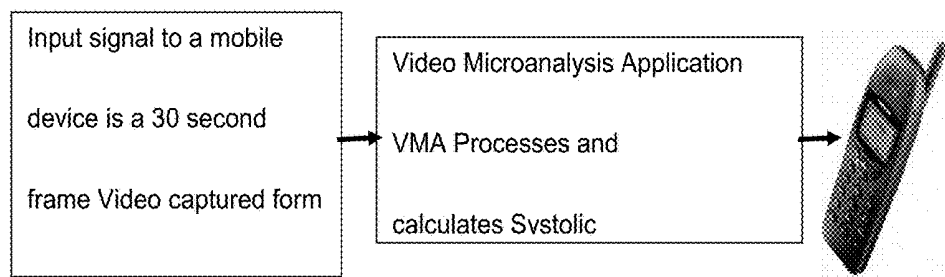 Input signal to a mobile
device is a 30 second
frame Video captured form
Video Microanalysis Application
VMA Processes and
calculates Systolic